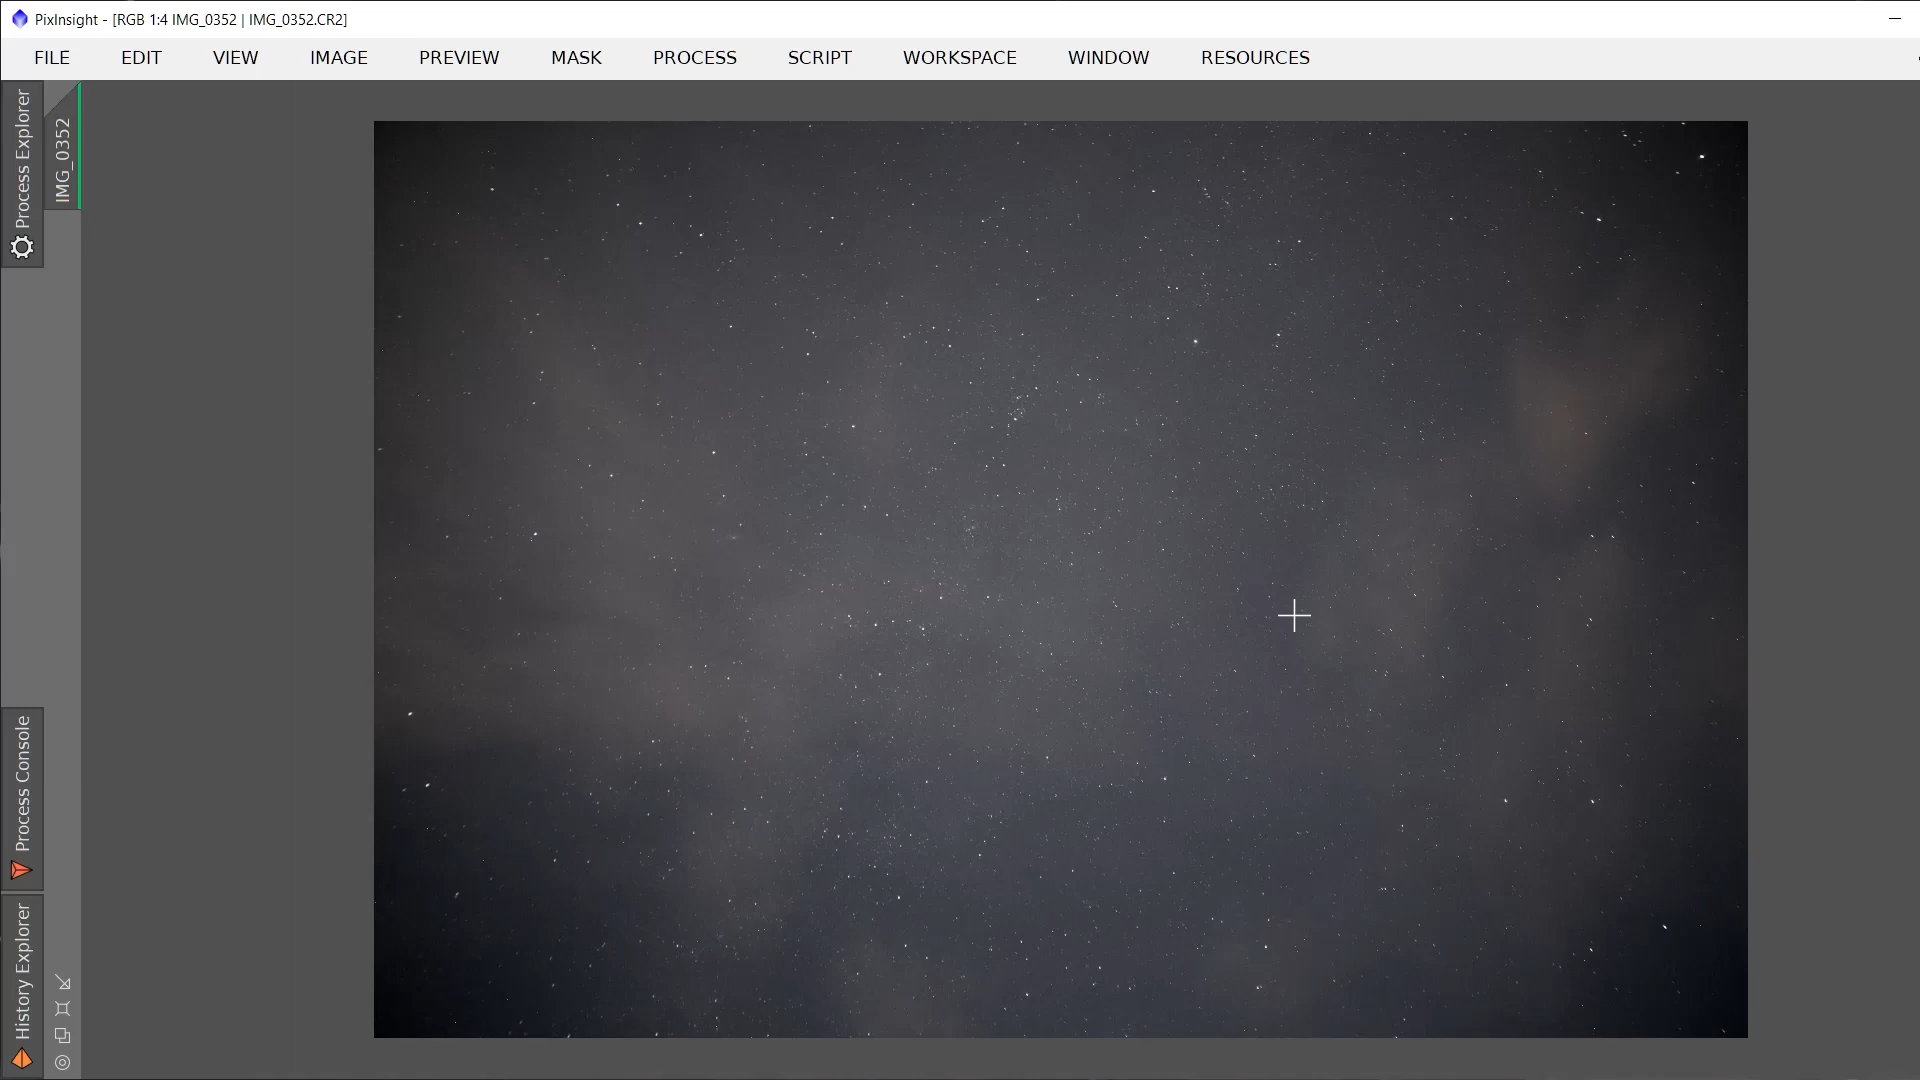 PixInsight - [RGB 1:4 IMG_0352 | IMG_0352.CR2]
FILE EDIT VIEW IMAGE PREVIEW MASK PROCESS SCRIPT WORKSPACE WINDOW RESOURCES
Process Explorer
IMG_0352
Process Console
History Explorer